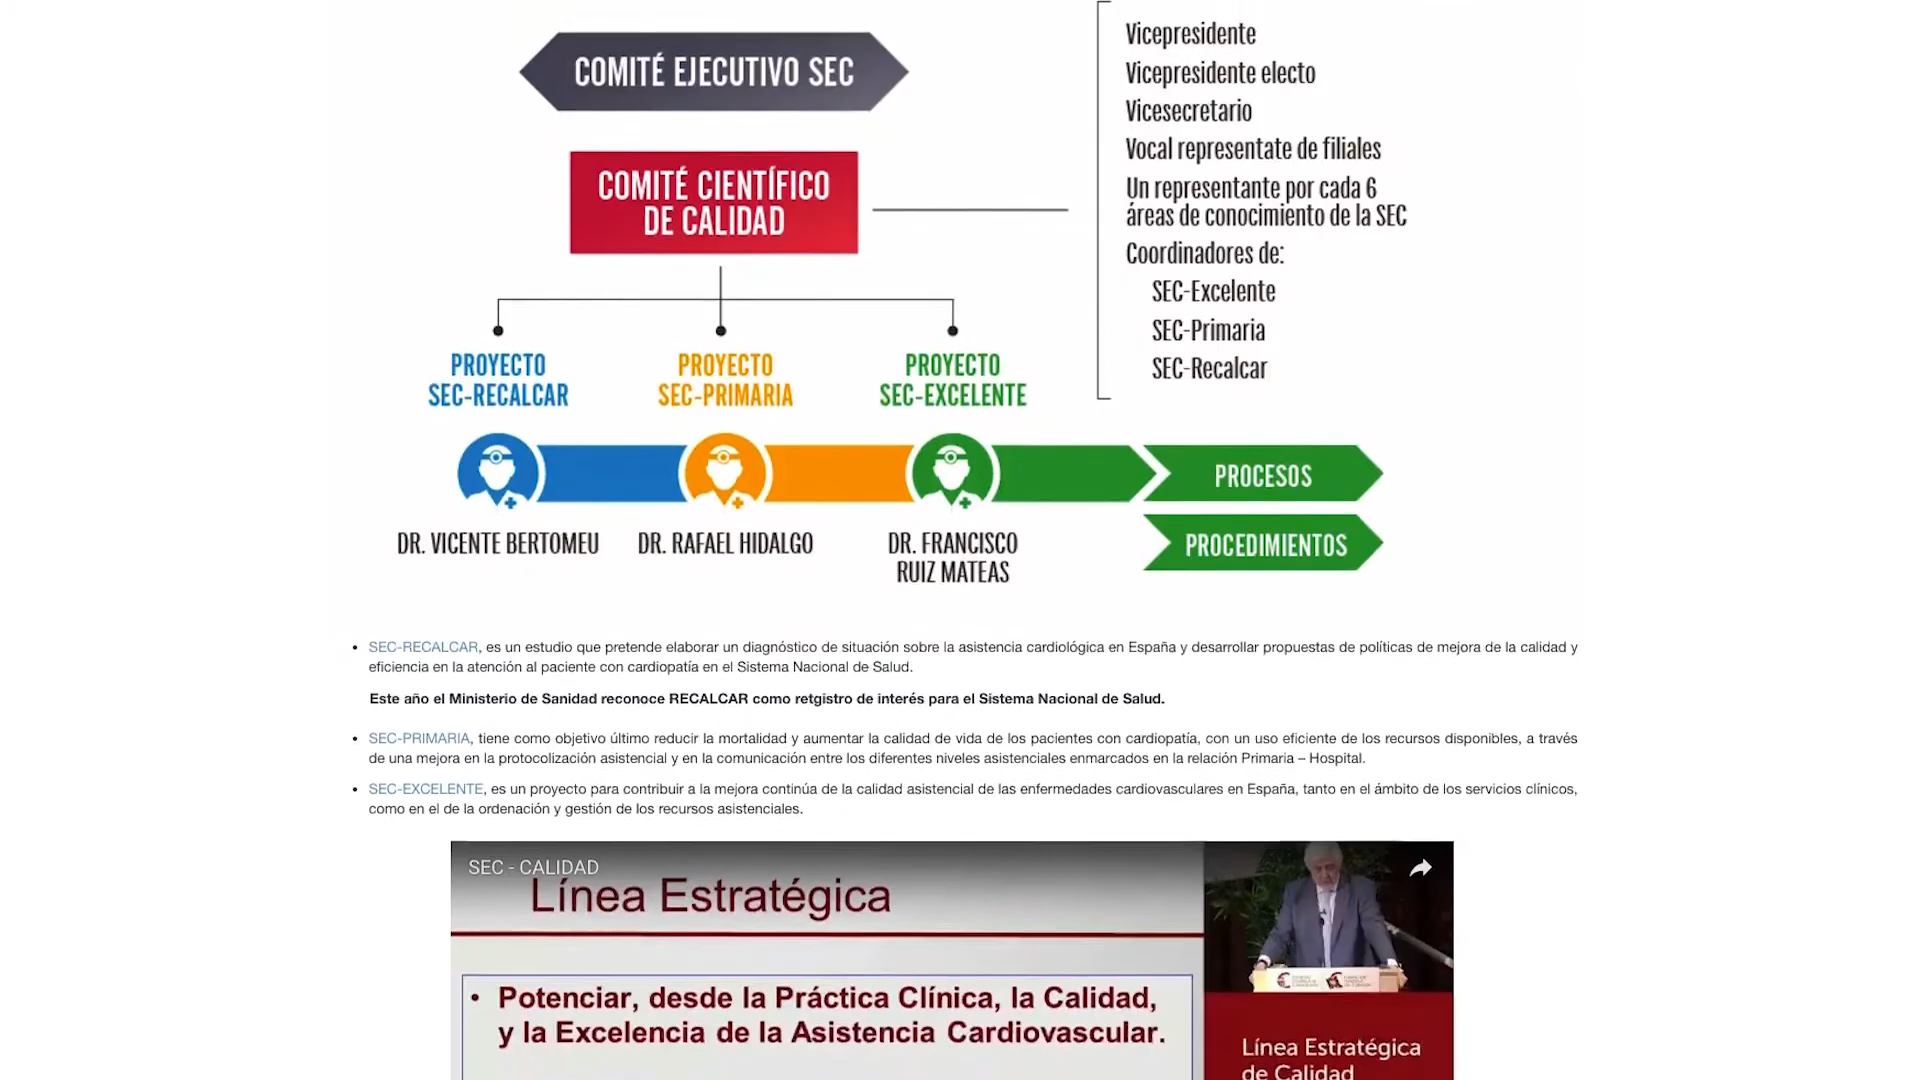 COMITÉ EJECUTIVO SEC
COMITÉ CIENTÍFICO
DE CALIDAD
Vicepresidente
Vicepresidente electo
Vicesecretario
Vocal representate de filiales
Un representante por cada 6
áreas de conocimiento de la SEC
Coordinadores de:
SEC-Excelente
SEC-Primaria
SEC-Recalcar
PROYECTO
SEC-RECALCAR
PROYECTO
SEC-PRIMARIA
PROYECTO
SEC-EXCELENTE
PROCESOS
PROCEDIMIENTOS
DR. VICENTE BERTOMEU
DR. RAFAEL HIDALGO
DR. FRANCISCO
RUIZ MATEAS
• SEC-RECALCAR, es un estudio que pretende elaborar un diagnóstico de situación sobre la asistencia cardiológica en España y desarrollar propuestas de políticas de mejora de la calidad y
eficiencia en la atención al paciente con cardiopatía en el Sistema Nacional de Salud.
Este año el Ministerio de Sanidad reconoce RECALCAR como retgistro de interés para el Sistema Nacional de Salud.
• SEC-PRIMARIA, tiene como objetivo último reducir la mortalidad y aumentar la calidad de vida de los pacientes con cardiopatía, con un uso eficiente de los recursos disponibles, a través
de una mejora en la protocolización asistencial y en la comunicación entre los diferentes niveles asistenciales enmarcados en la relación Primaria – Hospital.
• SEC-EXCELENTE, es un proyecto para contribuir a la mejora continúa de la calidad asistencial de las enfermedades cardiovasculares en España, tanto en el ámbito de los servicios clínicos,
como en el de la ordenación y gestión de los recursos asistenciales.
SEC - CALIDAD
Línea Estratégica
• Potenciar, desde la Práctica Clínica, la Calidad,
y la Excelencia de la Asistencia Cardiovascular.
Línea Estratégica
de Calidad